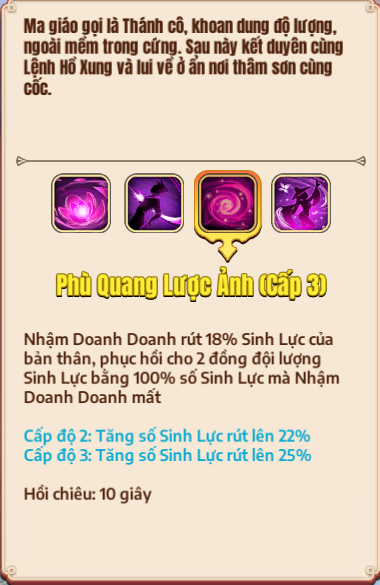 Ma giáo gọi là Thánh cô, khoan dung độ lượng,
ngoài mềm trong cứng. Sau này kết duyên cùng
Lệnh Hồ Xung và lui về ở ẩn nơi thâm sơn cùng
cốc.
Phù Quang Lược Ảnh (Cấp 3)
Nhậm Doanh Doanh rút 18% Sinh Lực của
bản thân, phục hồi cho 2 đồng đội lượng
Sinh Lực bằng 100% số Sinh Lực mà Nhậm
Doanh Doanh mất
Cấp độ 2: Tăng số Sinh Lực rút lên 22%
Cấp độ 3: Tăng số Sinh Lực rút lên 25%
Hồi chiêu: 10 giây